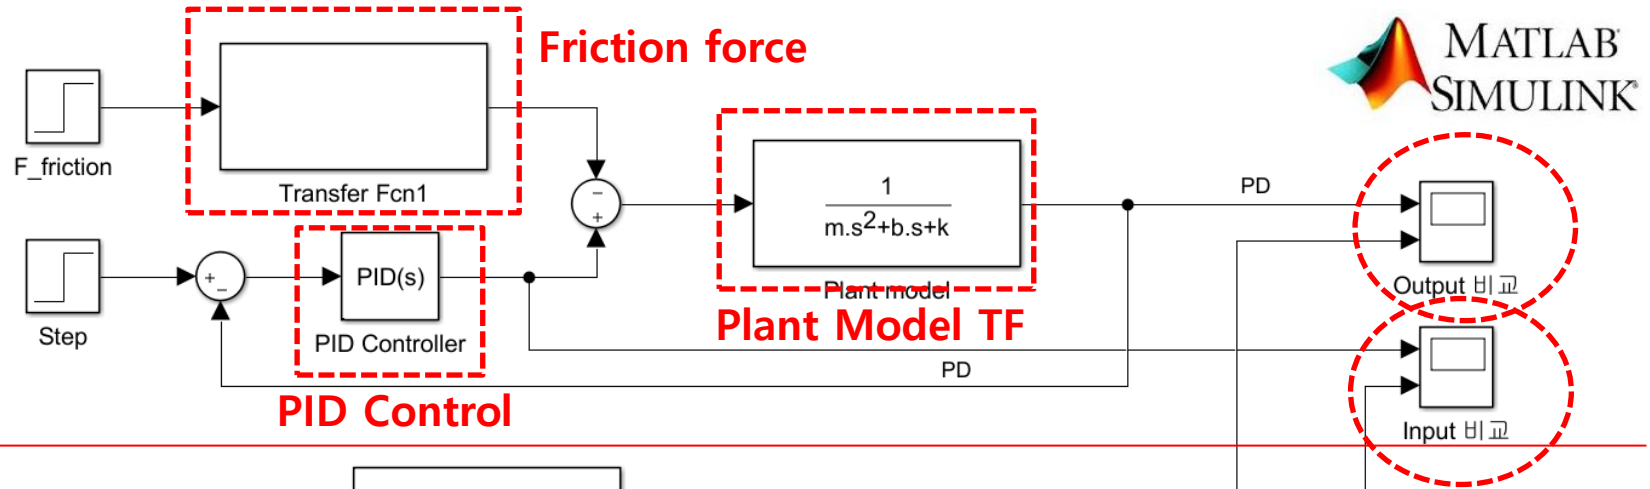 Friction force
MATLAB
SIMULINK®
F_friction
Transfer Fcn1
−
+
1
m.s2+b.s+k
Plant model
Plant Model TF
PD
Output 비교
Step
+
−
PID(s)
PID Controller
PID Control
PD
Input 비교